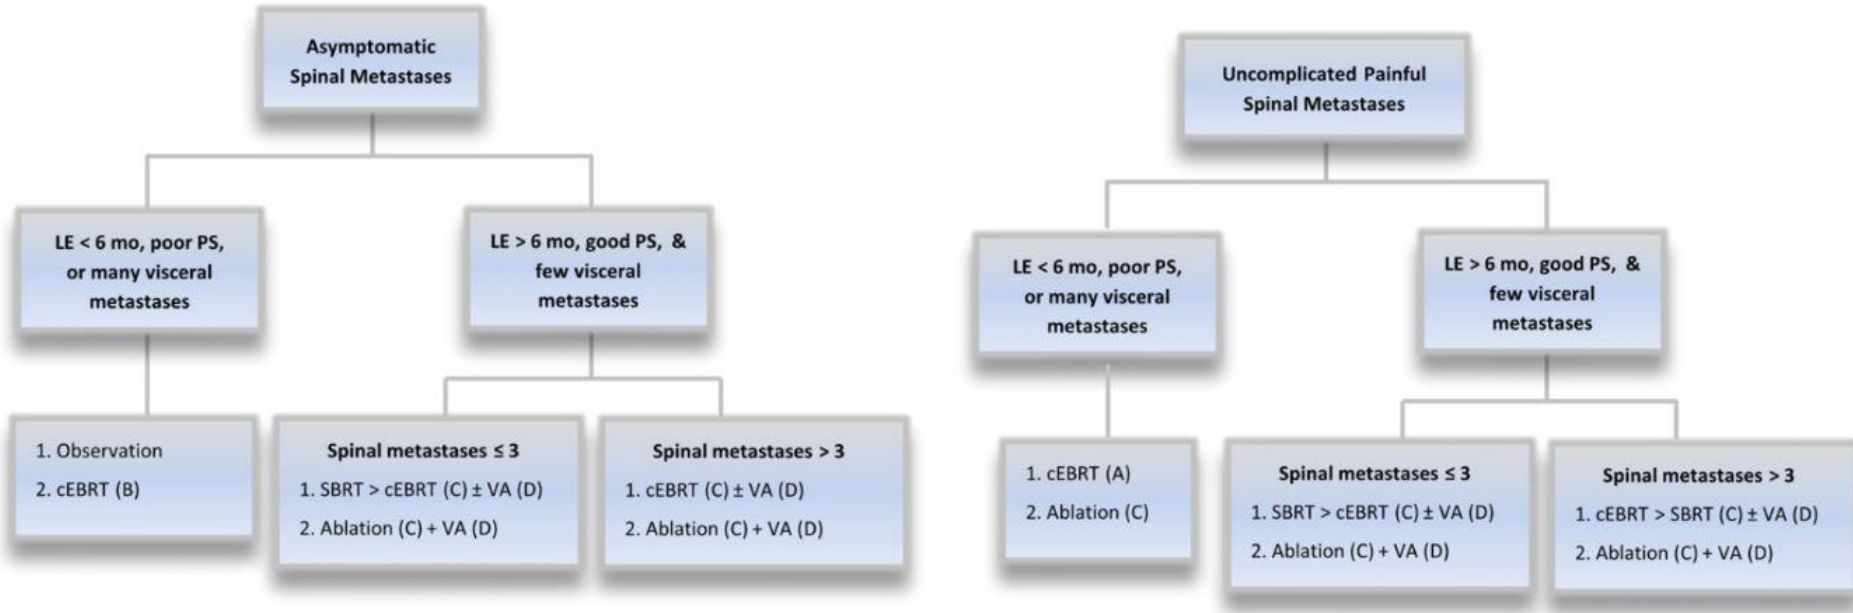 Asymptomatic
Spinal Metastases
LE < 6 mo, poor PS,
or many visceral
metastases
LE > 6 mo, good PS, &
few visceral
metastases
1. Observation
2. cEBRT (B)
Spinal metastases ≤ 3
1. SBRT > cEBRT (C) ± VA (D)
2. Ablation (C) + VA (D)
Spinal metastases > 3
1. cEBRT (C) ± VA (D)
2. Ablation (C) + VA (D)
Uncomplicated Painful
Spinal Metastases
LE < 6 mo, poor PS,
or many visceral
metastases
LE > 6 mo, good PS, &
few visceral
metastases
1. cEBRT (A)
2. Ablation (C)
Spinal metastases ≤ 3
1. SBRT > cEBRT (C) ± VA (D)
2. Ablation (C) + VA (D)
Spinal metastases > 3
1. cEBRT > SBRT (C) ± VA (D)
2. Ablation (C) + VA (D)